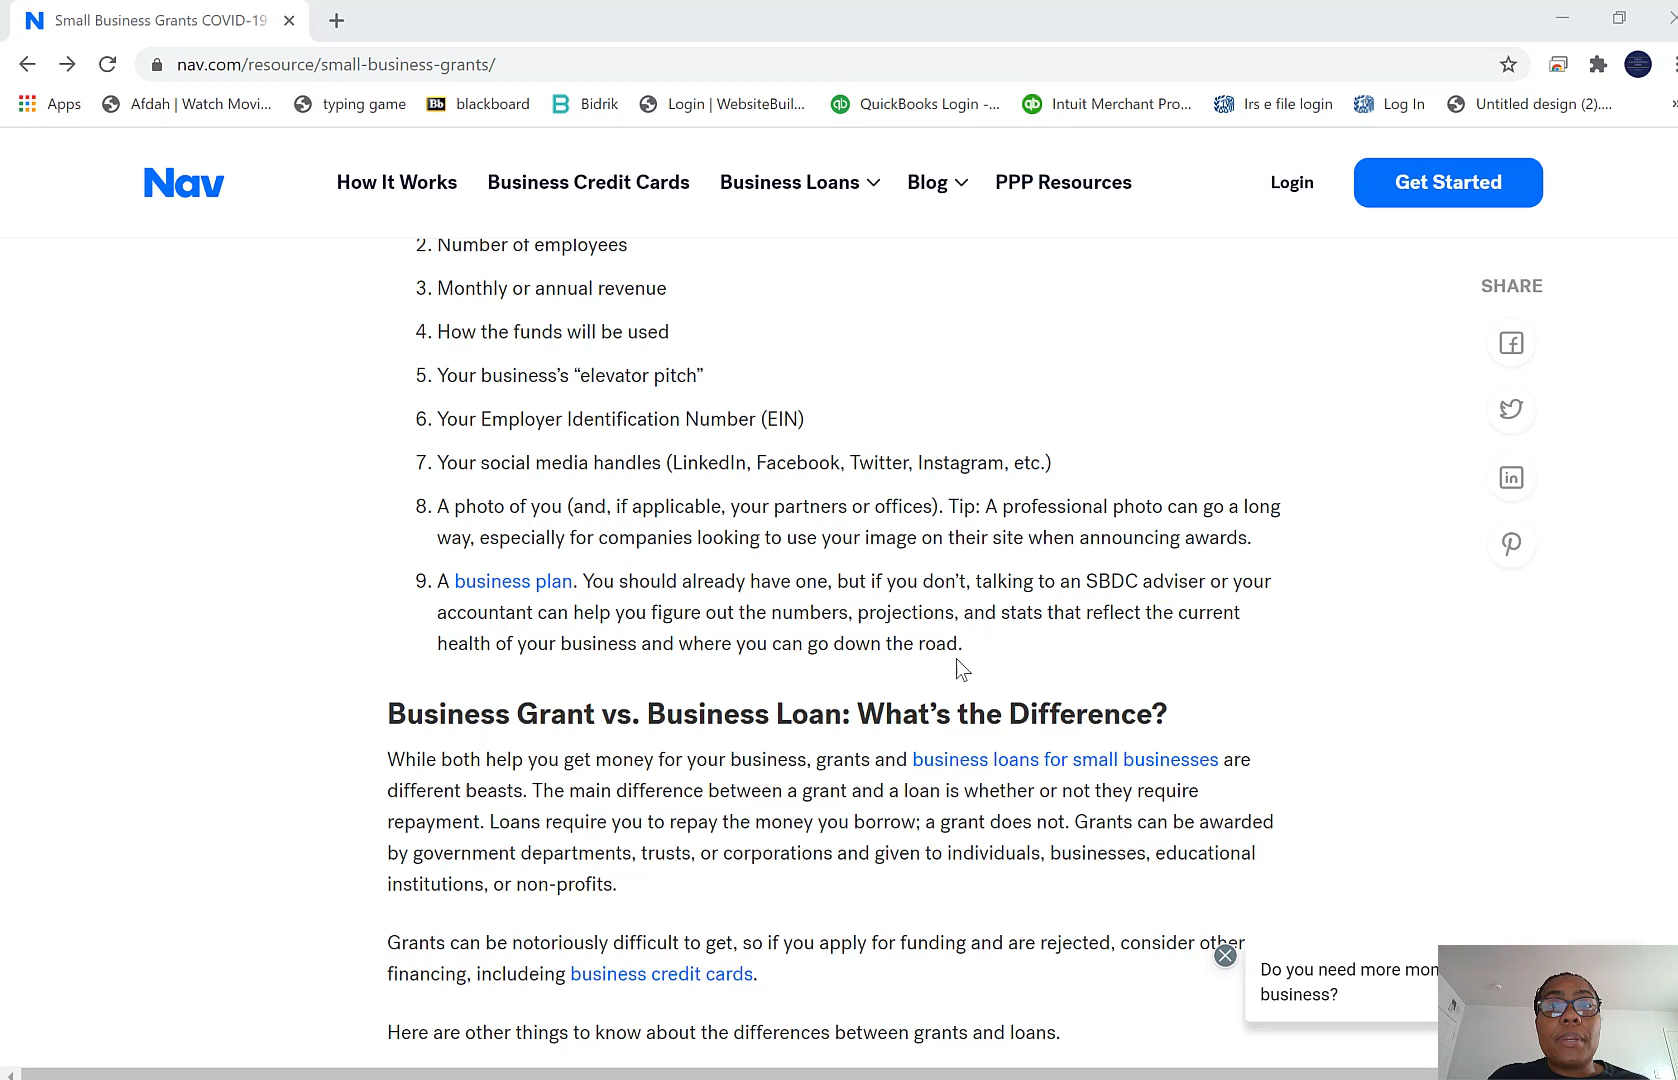 N Small Business Grants COVID-19
nav.com/resource/small-business-grants/
Apps Afdah | Watch Movi... typing game Bb blackboard Bidrik Login | WebsiteBuil... qb QuickBooks Login -... qb Intuit Merchant Pro... Irs e file login Log In Untitled design (2)....
Nav How It Works Business Credit Cards Business Loans Blog PPP Resources Login Get Started
2. Number of employees
3. Monthly or annual revenue
4. How the funds will be used
5. Your business’s “elevator pitch”
6. Your Employer Identification Number (EIN)
7. Your social media handles (LinkedIn, Facebook, Twitter, Instagram, etc.)
8. A photo of you (and, if applicable, your partners or offices). Tip: A professional photo can go a long
way, especially for companies looking to use your image on their site when announcing awards.
9. A business plan. You should already have one, but if you don’t, talking to an SBDC adviser or your
accountant can help you figure out the numbers, projections, and stats that reflect the current
health of your business and where you can go down the road.
SHARE
Business Grant vs. Business Loan: What’s the Difference?
While both help you get money for your business, grants and business loans for small businesses are
different beasts. The main difference between a grant and a loan is whether or not they require
repayment. Loans require you to repay the money you borrow; a grant does not. Grants can be awarded
by government departments, trusts, or corporations and given to individuals, businesses, educational
institutions, or non-profits.
Grants can be notoriously difficult to get, so if you apply for funding and are rejected, consider other
financing, includeing business credit cards.
Here are other things to know about the differences between grants and loans.
Do you need more mon
business?